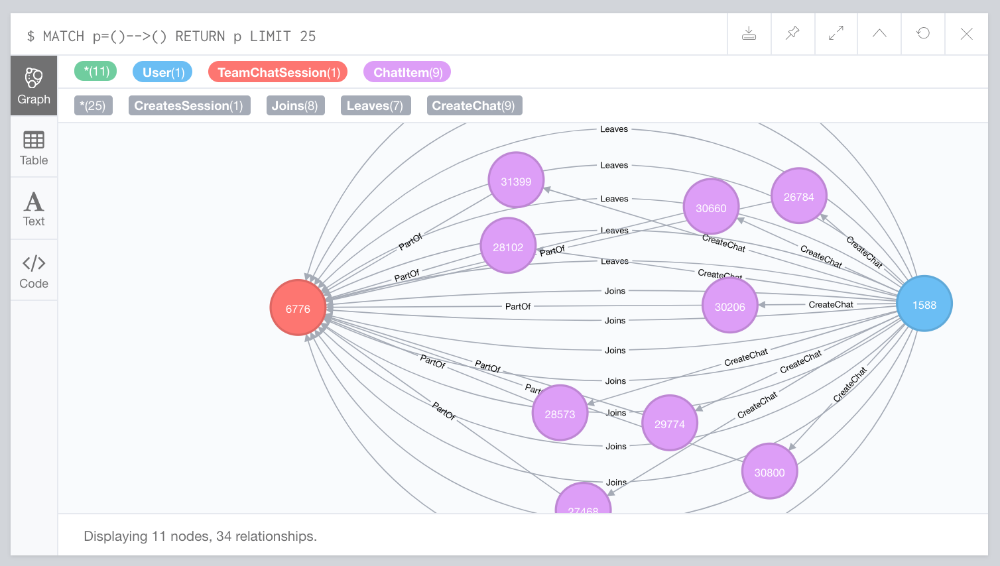 $ MATCH p=()-->() RETURN p LIMIT 25
*(11) User(1) TeamChatSession(1) ChatItem(9)
*(25) CreatesSession(1) Joins(8) Leaves(7) CreateChat(9)
Graph
Table
Text
Code
Leaves
Leaves
31399
26784
Leaves
30660
Leaves
PartOf
CreateChat
28102
PartOf
CreateChat
CreateChat
Leaves
PartOf
CreateChat
Joins
6776
PartOf
30206
CreateChat
1588
Joins
Joins
PartOf
PartOf
CreateChat
CreateChat
Joins
CreateChat
PartOf
28573
Joins
29774
CreateChat
PartOf
Joins
30800
Joins
27468
Displaying 11 nodes, 34 relationships.